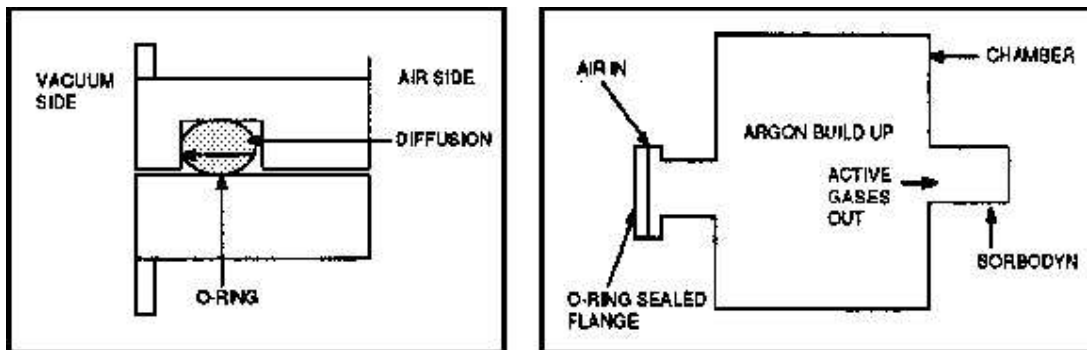 VACUUM
SIDE
AIR SIDE
DIFFUSION
O-RING
AIR IN
CHAMBER
ARGON BUILD UP
ACTIVE
GASES
OUT
SORBODYN
O-RING SEALED
FLANGE